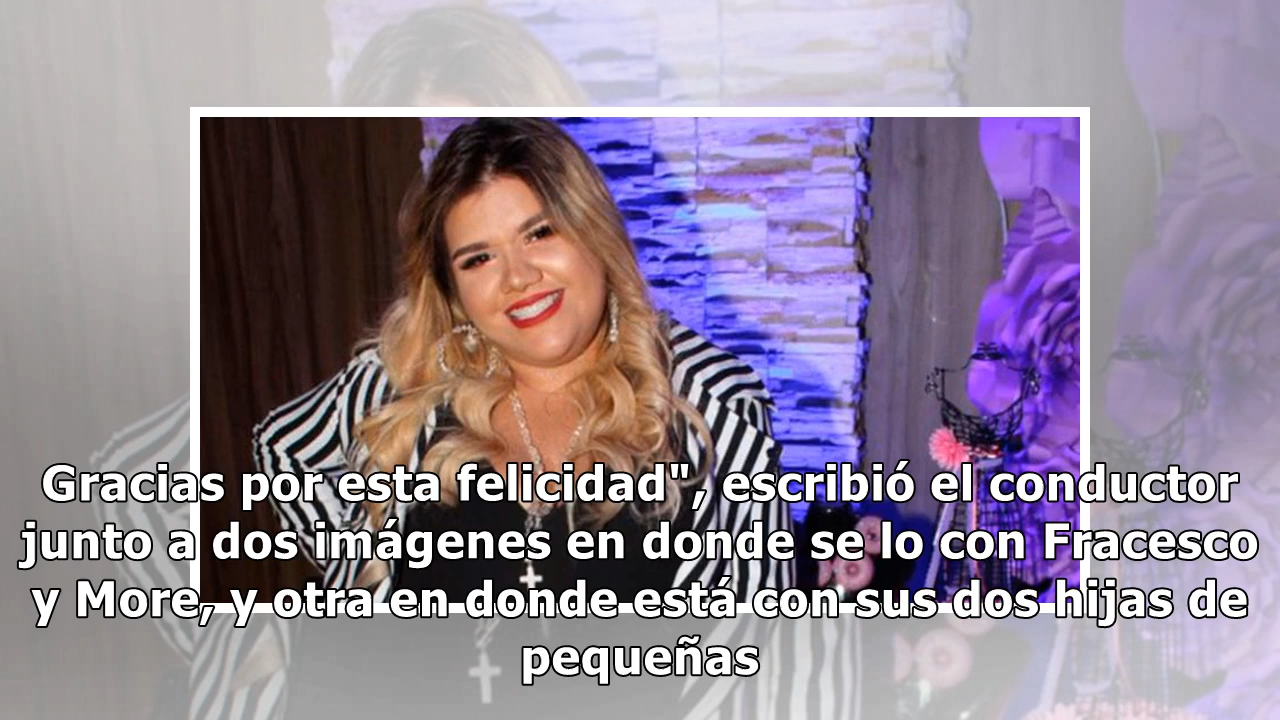 Gracias por esta felicidad", escribió el conductor
junto a dos imágenes en donde se lo con Fracesco
y More, y otra en donde está con sus dos hijas de
pequeñas